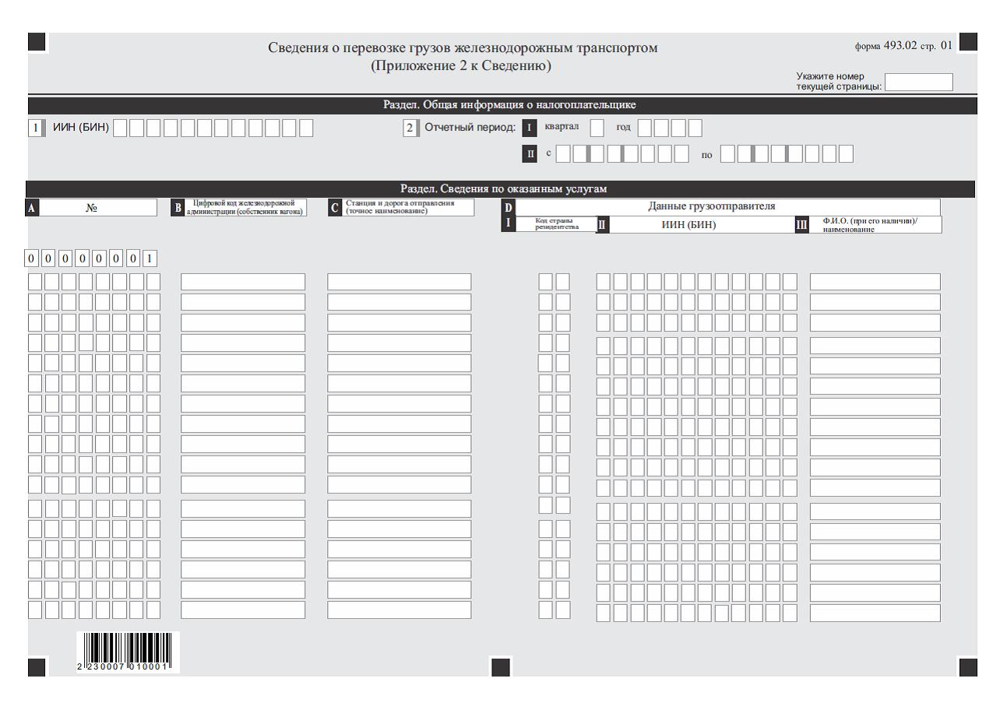 Сведения о перевозке грузов железнодорожным транспортом
(Приложение 2 к Сведению)
форма 493.02 стр. 01
Укажите номер
текущей страницы:
Раздел. Общая информация о налогоплательщике
1 ИИН (БИН) 2 Отчетный период: I квартал год
II с по
Раздел. Сведения по оказанным услугам
A № B Цифровой код железнодорожной
администрации (собственник вагона)
C Станция и дорога отправления
(точное наименование)
D Данные грузоотправителя
I Код страны
резидентства
II ИИН (БИН)
III Ф.И.О. (при его наличии)/
наименование
0 0 0 0 0 0 0 1
2 230007 010001